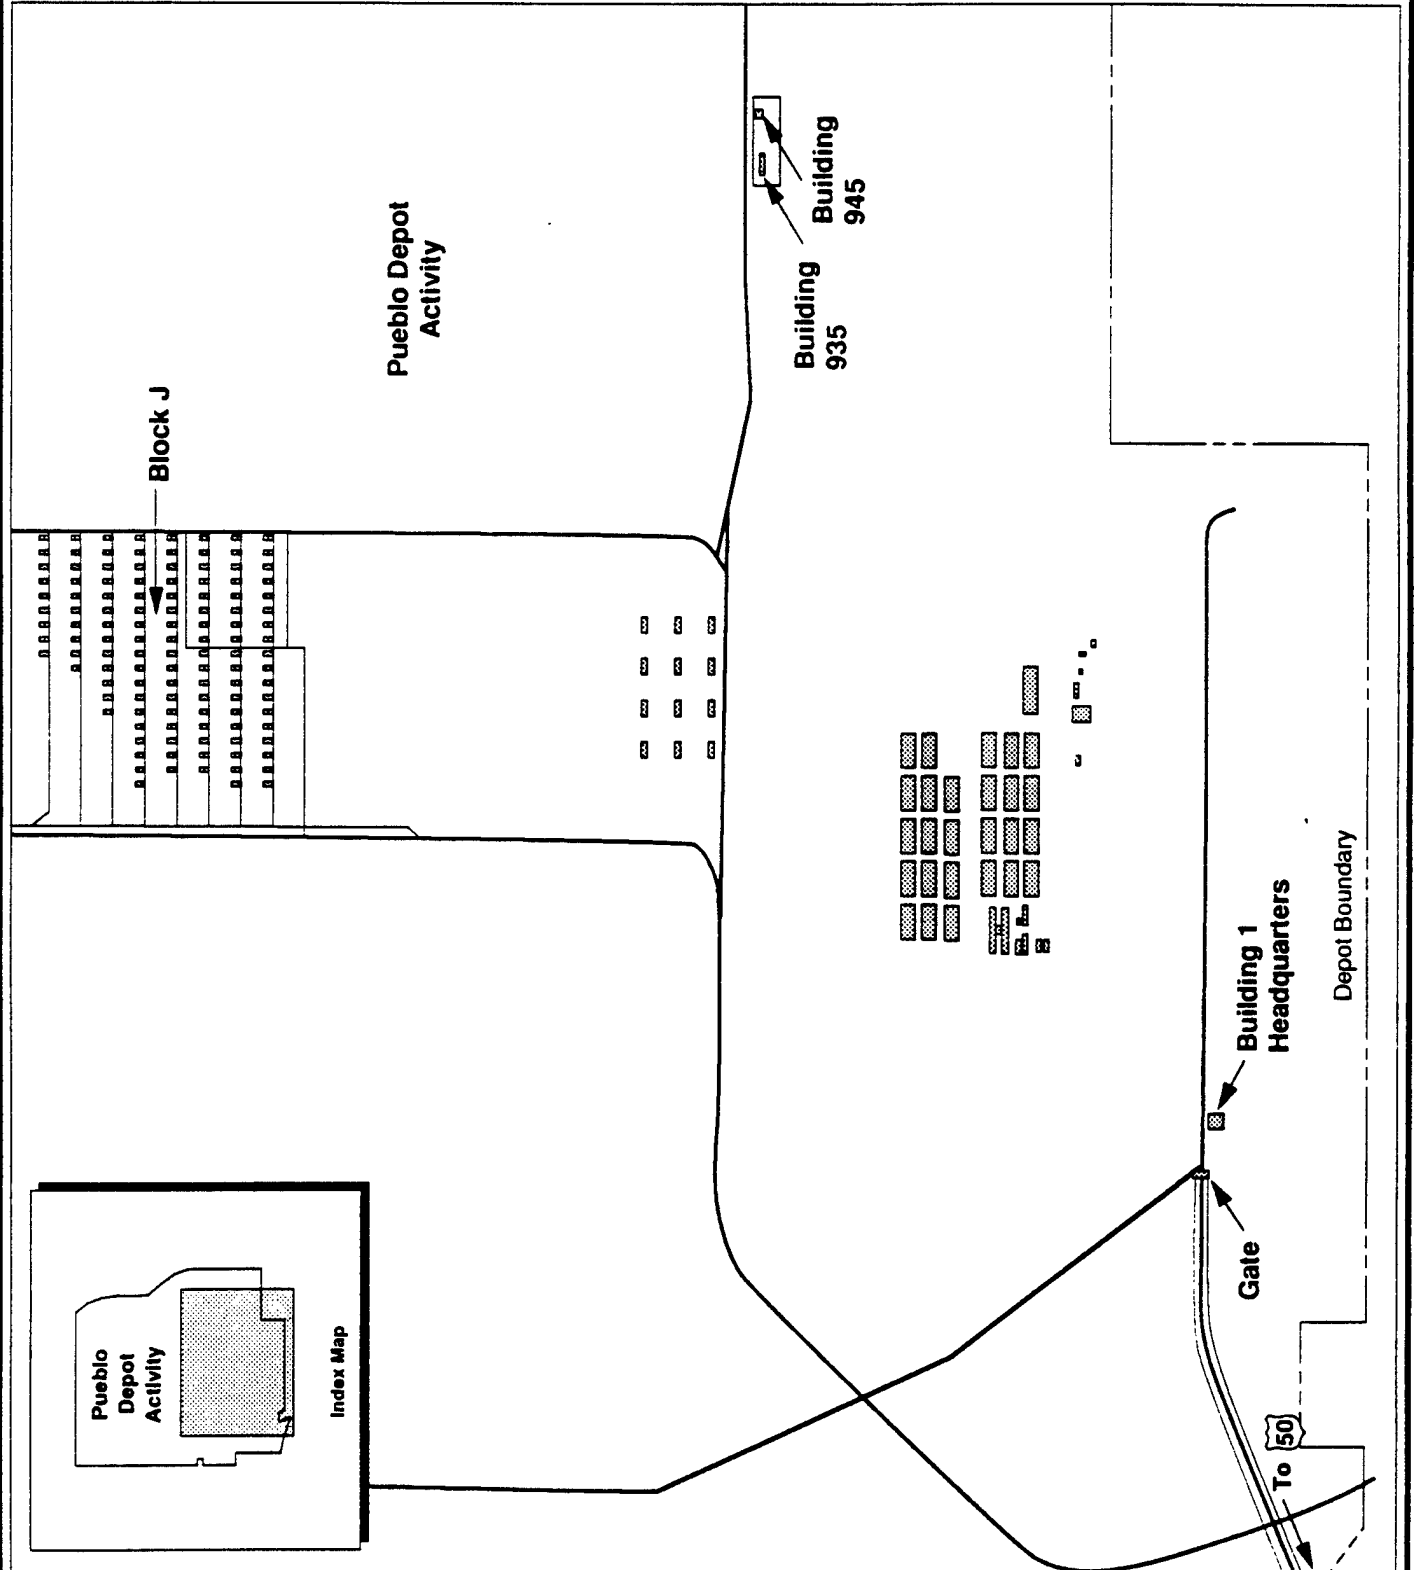 Block J
Pueblo Depot
Activity
Building
945
Building
935
Pueblo
Depot
Activity
Index Map
Building 1
Headquarters
Depot Boundary
Gate
To 50